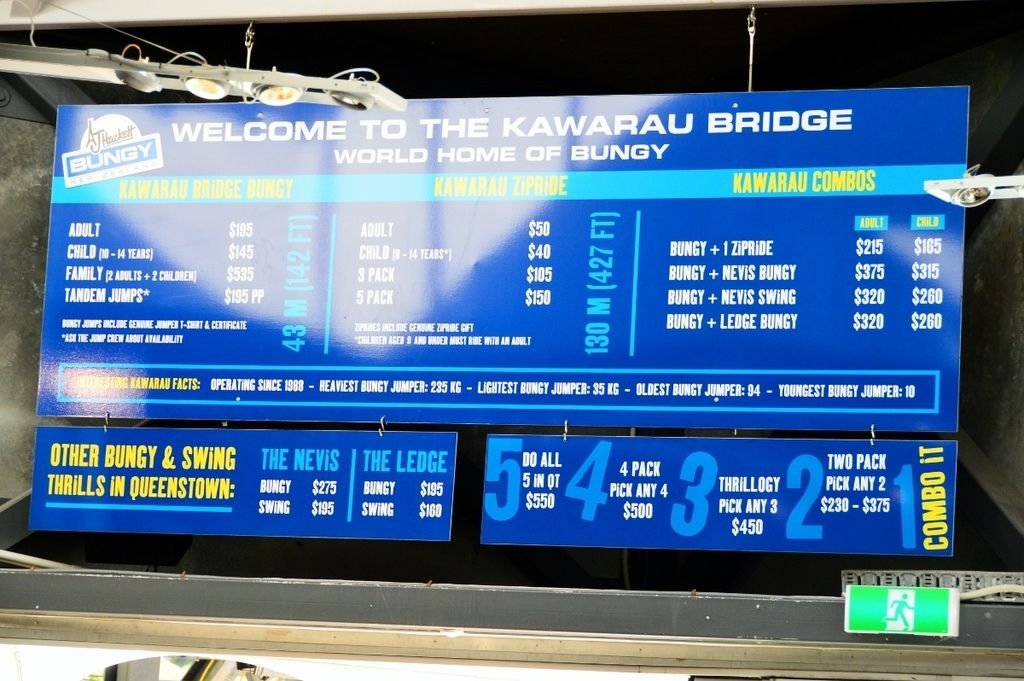 AJ Hackett
BUNGY
NEW ZEALAND
WELCOME TO THE KAWARAU BRIDGE
WORLD HOME OF BUNGY
KAWARAU BRIDGE BUNGY
ADULT $195
CHILD (10 - 14 YEARS) $145
FAMILY (2 ADULTS + 2 CHILDREN) $535
TANDEM JUMPS* $195 PP
BUNGY JUMPS INCLUDE GENUINE JUMPER T-SHIRT & CERTIFICATE
*ASK THE JUMP CREW ABOUT AVAILABILITY
43 M (142 FT)
KAWARAU ZIPRIDE
ADULT $50
CHILD (8 - 14 YEARS*) $40
3 PACK $105
5 PACK $150
ZIPRIDES INCLUDE GENUINE ZIPRIDE GIFT
*CHILDREN AGED 9 AND UNDER MUST RIDE WITH AN ADULT
130 M (427 FT)
KAWARAU COMBOS
ADULT CHILD
BUNGY + 1 ZIPRIDE $215 $165
BUNGY + NEVIS BUNGY $375 $315
BUNGY + NEVIS SWING $320 $260
BUNGY + LEDGE BUNGY $320 $260
INTERESTING KAWARAU FACTS: OPERATING SINCE 1988 - HEAVIEST BUNGY JUMPER: 235 KG - LIGHTEST BUNGY JUMPER: 35 KG - OLDEST BUNGY JUMPER: 94 - YOUNGEST BUNGY JUMPER: 10
OTHER BUNGY & SWING
THRILLS IN QUEENSTOWN:
THE NEVIS
BUNGY $275
SWING $195
THE LEDGE
BUNGY $195
SWING $160
5
DO ALL
5 IN QT
$550
4
4 PACK
PICK ANY 4
$500
3
THRILLOGY
PICK ANY 3
$450
2
TWO PACK
PICK ANY 2
$230 - $375
1
COMBO IT